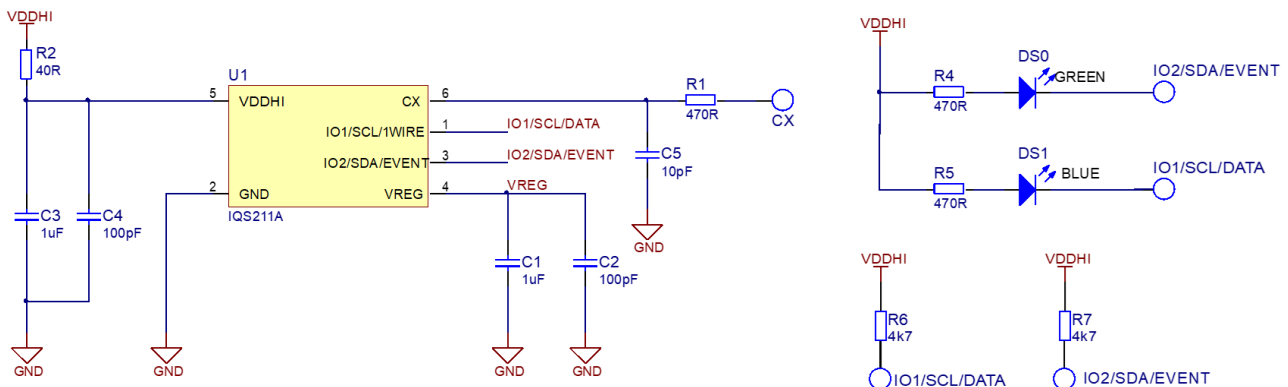 VDDHI
R2
40R
U1
5
VDDHI
CX
6
IO1/SCL/1WIRE
1
IO1/SCL/DATA
IO2/SDA/EVENT
3
IO2/SDA/EVENT
2
GND
VREG
4
VREG
IQS211A
R1
470R
CX
C5
10pF
GND
C3
1uF
C4
100pF
C1
1uF
C2
100pF
GND
GND
GND
GND
VDDHI
R4
470R
DS0
GREEN
IO2/SDA/EVENT
R5
470R
DS1
BLUE
IO1/SCL/DATA
VDDHI
R6
4k7
IO1/SCL/DATA
VDDHI
R7
4k7
IO2/SDA/EVENT